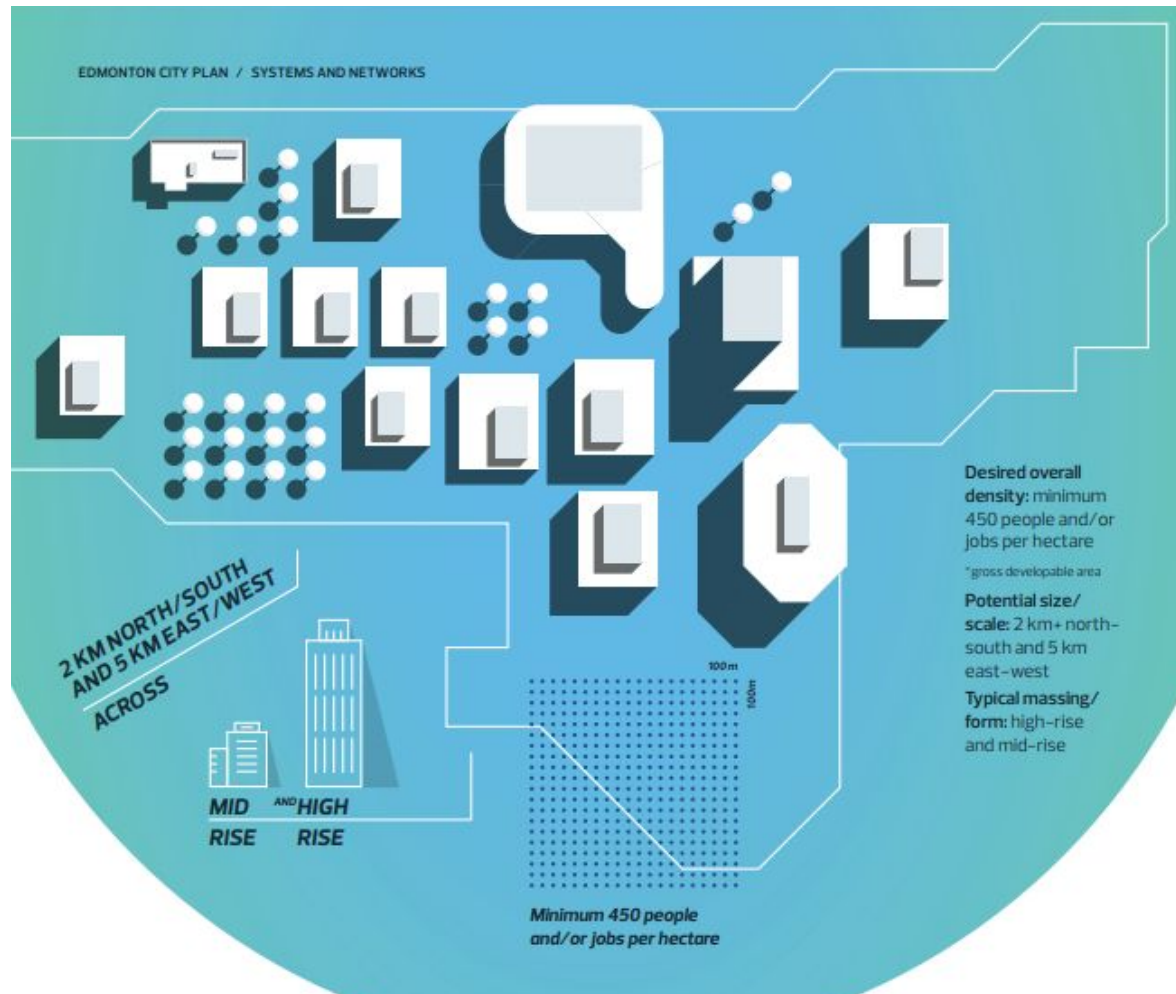 EDMONTON CITY PLAN / SYSTEMS AND NETWORKS
Desired overall
density: minimum
450 people and/or
jobs per hectare
*gross developable area
Potential size/
scale: 2 km+ north-
south and 5 km
east-west
Typical massing/
form: high-rise
and mid-rise
2 KM NORTH/SOUTH
AND 5 KM EAST/WEST
ACROSS
MID AND HIGH
RISE RISE
100m
100m
Minimum 450 people
and/or jobs per hectare